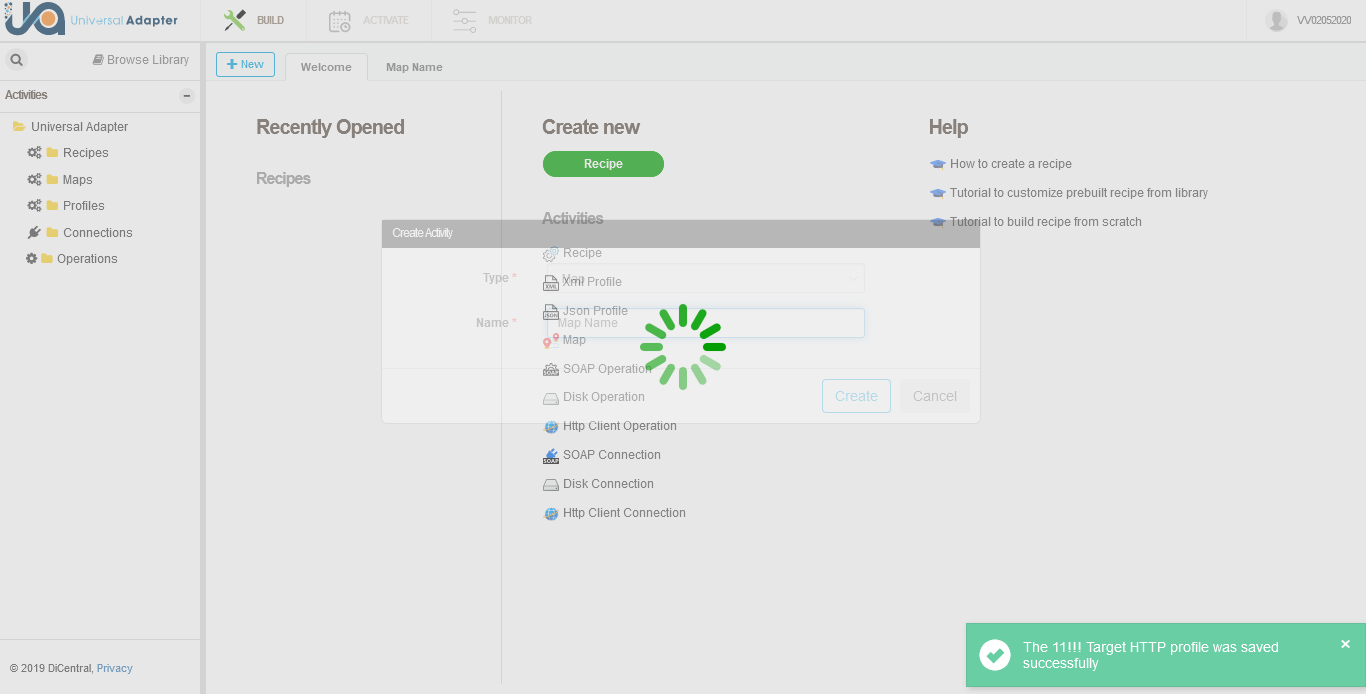 Universal Adapter
BUILD
ACTIVATE
MONITOR
VV02052020
Browse Library
Activities
Universal Adapter
Recipes
Maps
Profiles
Connections
Operations
© 2019 DiCentral, Privacy
+ New
Welcome
Map Name
Recently Opened
Recipes
Create new
Recipe
Activities
Recipe
Xml Profile
Json Profile
Map
SOAP Operation
Disk Operation
Http Client Operation
SOAP Connection
Disk Connection
Http Client Connection
Help
How to create a recipe
Tutorial to customize prebuilt recipe from library
Tutorial to build recipe from scratch
Create Activity
Type *
Map
Name *
Map Name
Create
Cancel
The 11!!! Target HTTP profile was saved
successfully
×